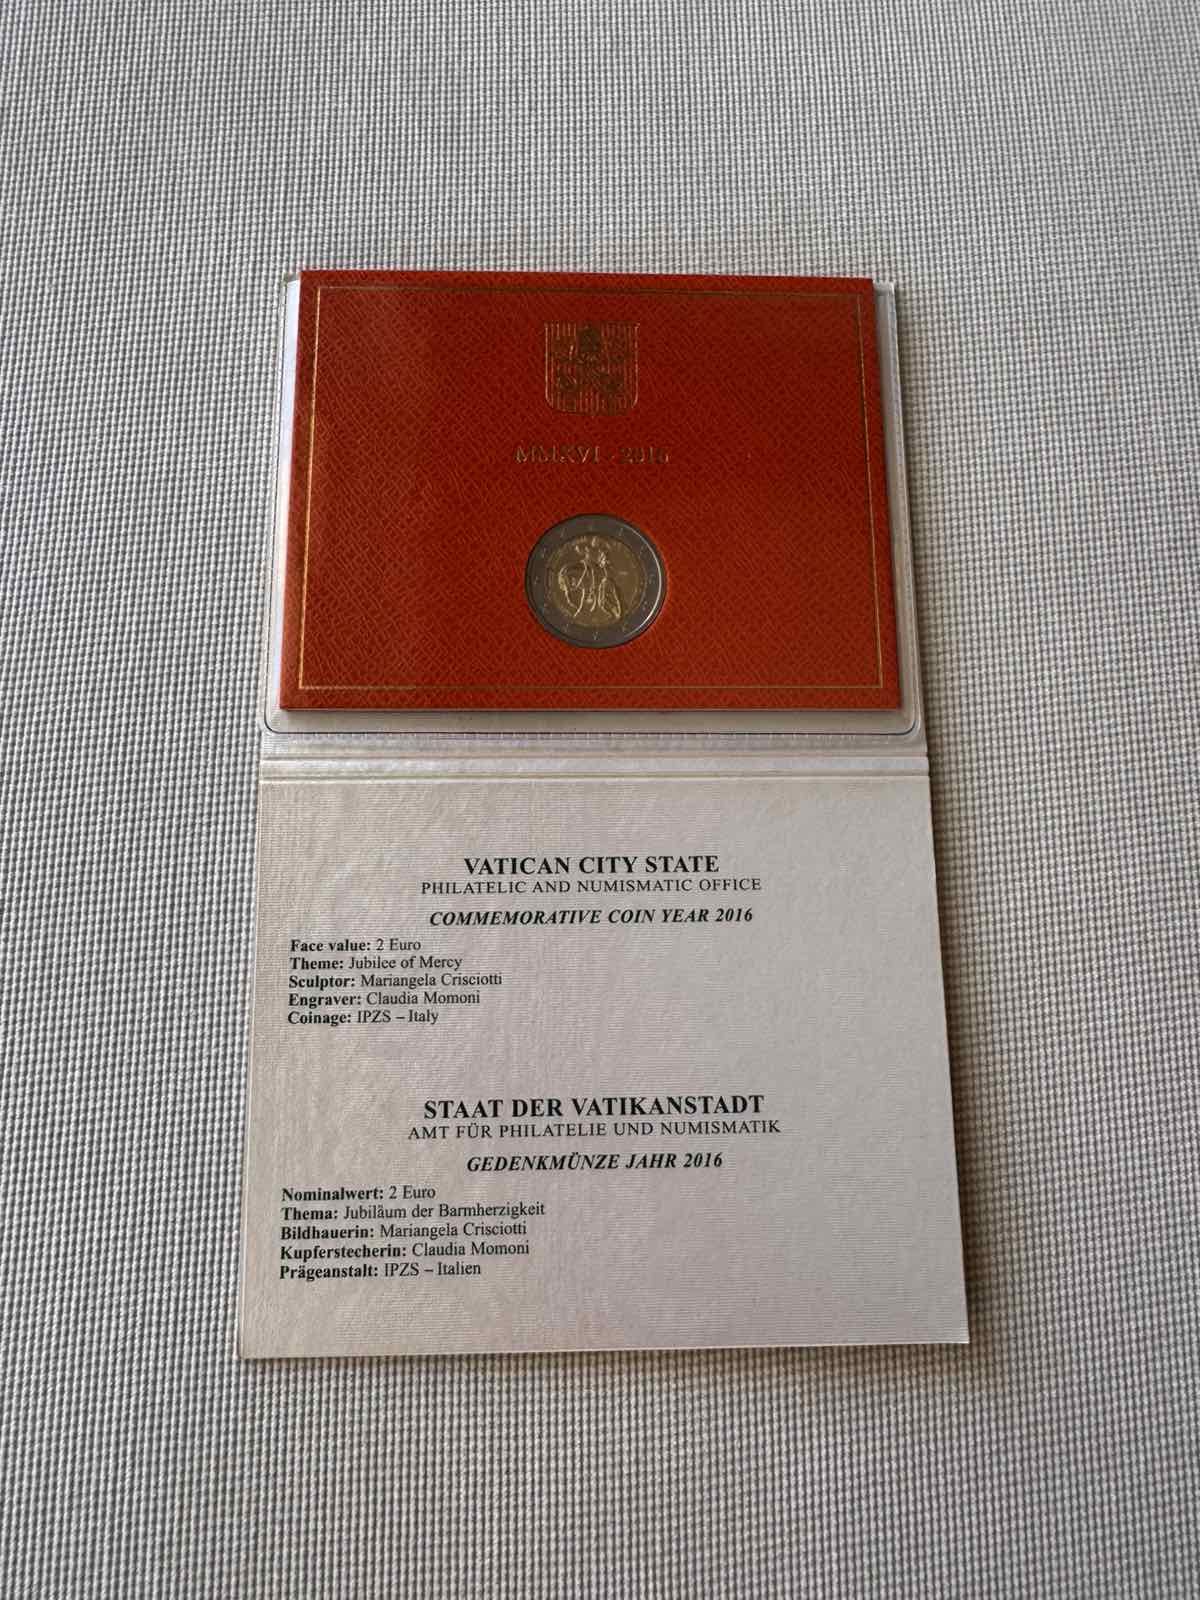 MMXVI · 2016
VATICAN CITY STATE
PHILATELIC AND NUMISMATIC OFFICE
COMMEMORATIVE COIN YEAR 2016
Face value: 2 Euro
Theme: Jubilee of Mercy
Sculptor: Mariangela Crisciotti
Engraver: Claudia Momoni
Coinage: IPZS – Italy
STAAT DER VATIKANSTADT
AMT FÜR PHILATELIE UND NUMISMATIK
GEDENKMÜNZE JAHR 2016
Nominalwert: 2 Euro
Thema: Jubiläum der Barmherzigkeit
Bildhauerin: Mariangela Crisciotti
Kupferstecherin: Claudia Momoni
Prägeanstalt: IPZS – Italien